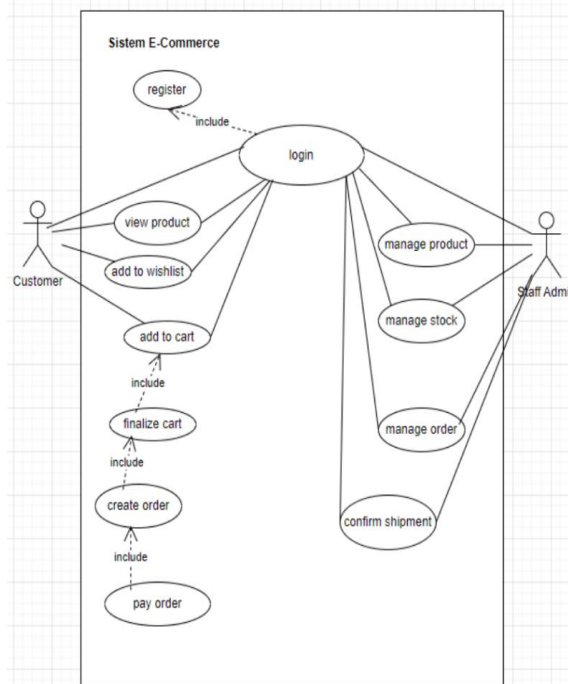 Sistem E-Commerce
register
include
login
view product
manage product
add to wishlist
Customer
Staff Admi
manage stock
add to cart
include
finalize cart
manage order
include
create order
confirm shipment
include
pay order